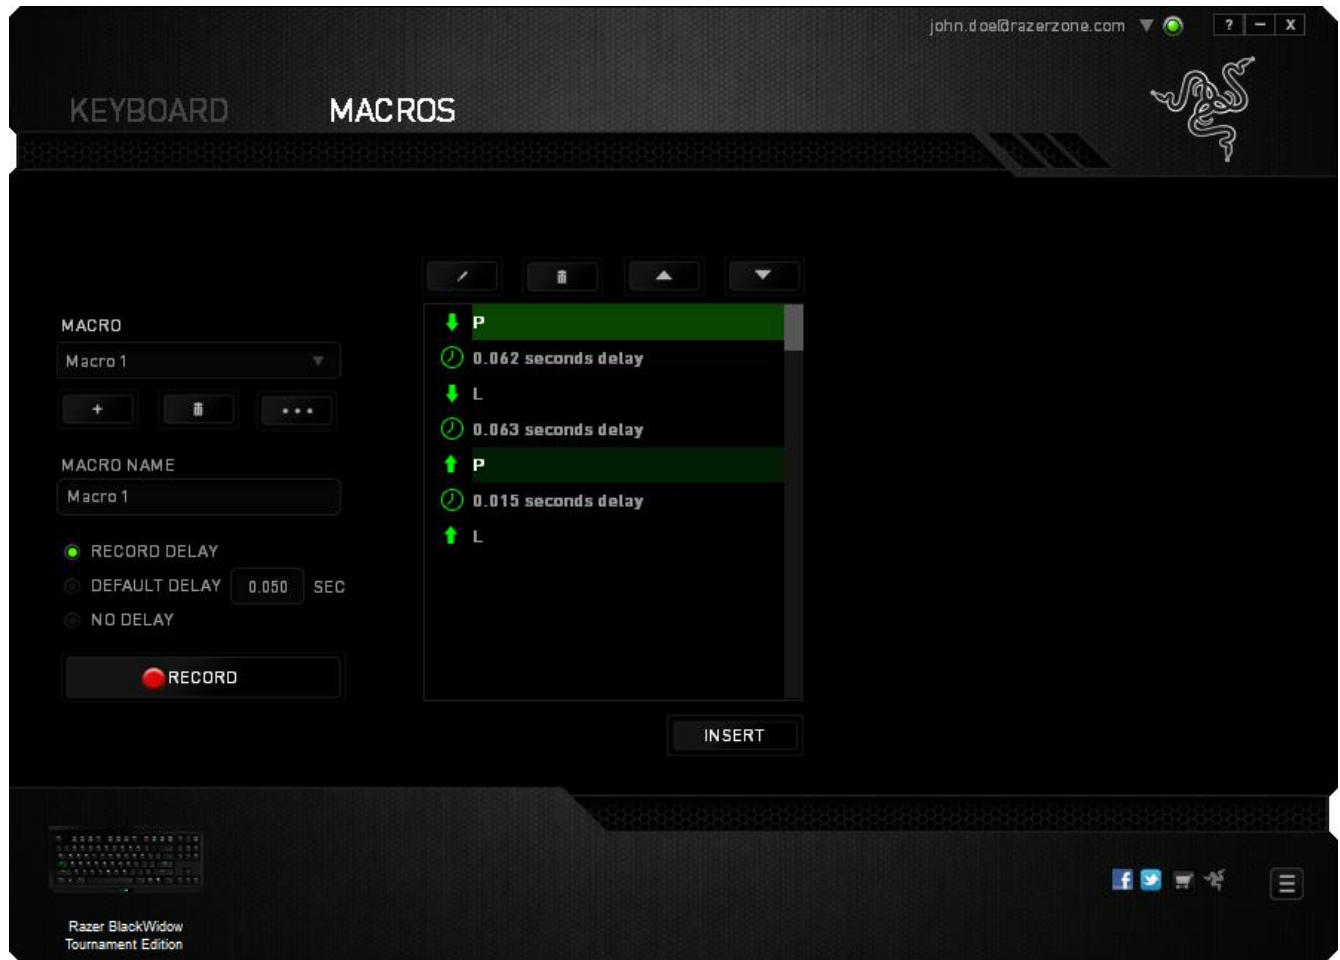 john.doe@razerzone.com
? – X
KEYBOARD MACROS
MACRO
Macro 1
+
•••
MACRO NAME
Macro 1
RECORD DELAY
DEFAULT DELAY 0.050 SEC
NO DELAY
RECORD
P
0.062 seconds delay
L
0.063 seconds delay
P
0.015 seconds delay
L
INSERT
Razer BlackWidow
Tournament Edition
f